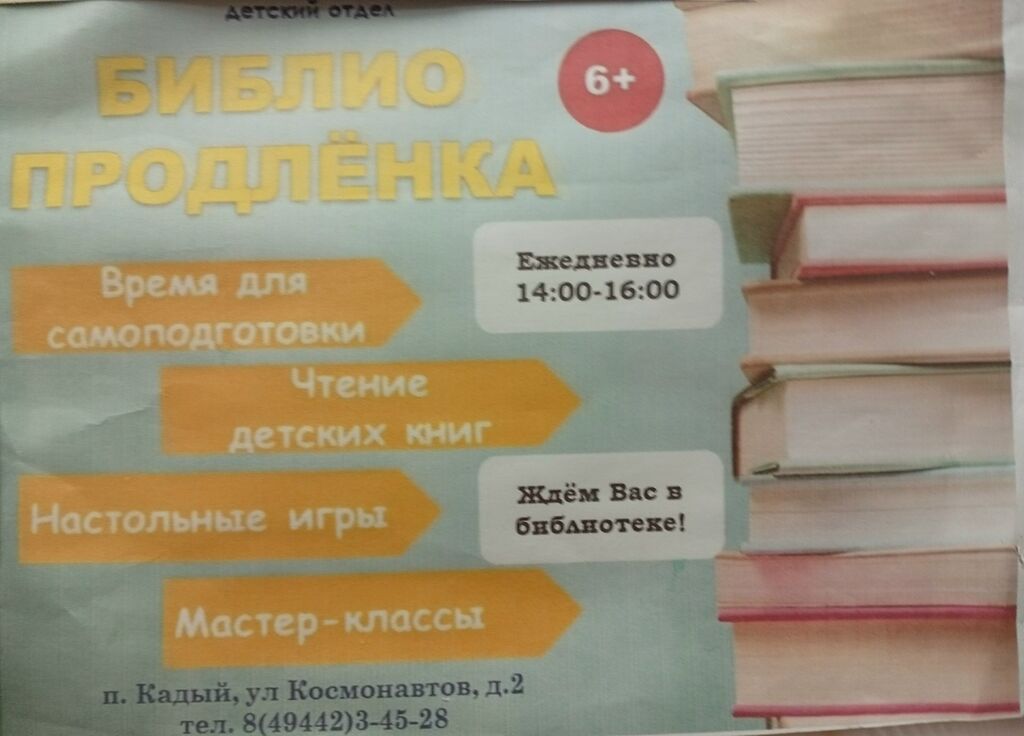 детский отдел
БИБЛИО
ПРОДЛЁНКА
6+
Время для
самоподготовки
Ежедневно
14:00-16:00
Чтение
детских книг
Настольные игры
Ждём Вас в
библиотеке!
Мастер-классы
п. Кадый, ул Космонавтов, д.2
тел. 8(49442)3-45-28